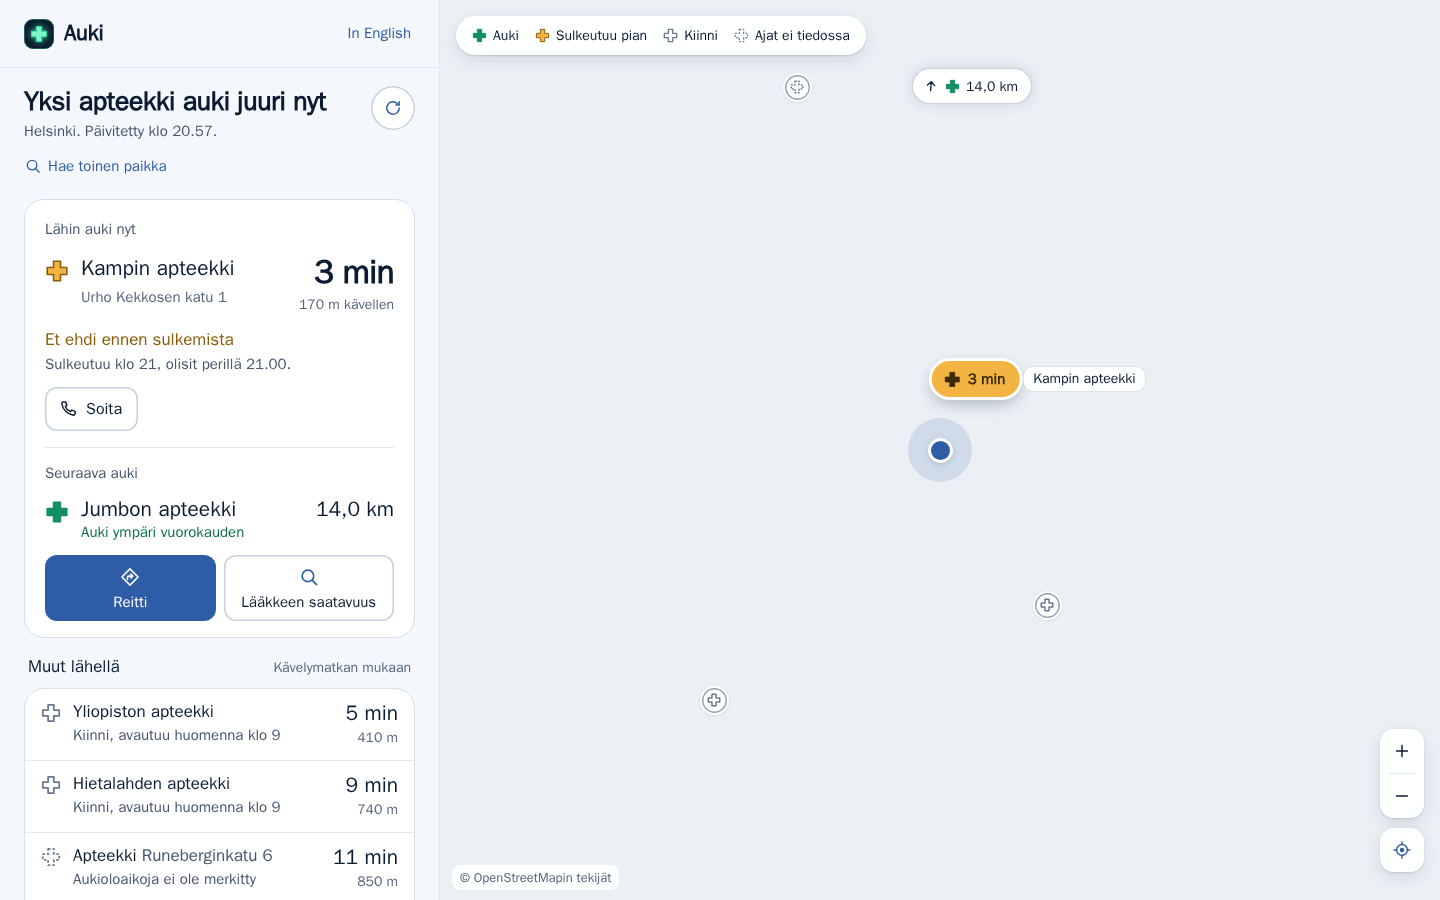 Auki
In English
Yksi apteekki auki juuri nyt
Helsinki. Päivitetty klo 20.57.
Hae toinen paikka
Lähin auki nyt
Kampin apteekki
3 min
Urho Kekkosen katu 1
170 m kävellen
Et ehdi ennen sulkemista
Sulkeutuu klo 21, olisit perillä 21.00.
Soita
Seuraava auki
Jumbon apteekki
14,0 km
Auki ympäri vuorokauden
Reitti
Lääkkeen saatavuus
Muut lähellä
Kävelymatkan mukaan
Yliopiston apteekki
5 min
Kiinni, avautuu huomenna klo 9
410 m
Hietalahden apteekki
9 min
Kiinni, avautuu huomenna klo 9
740 m
Apteekki Runeberginkatu 6
11 min
Aukioloaikoja ei ole merkitty
850 m
Auki
Sulkeutuu pian
Kiinni
Ajat ei tiedossa
14,0 km
3 min
Kampin apteekki
© OpenStreetMapin tekijät